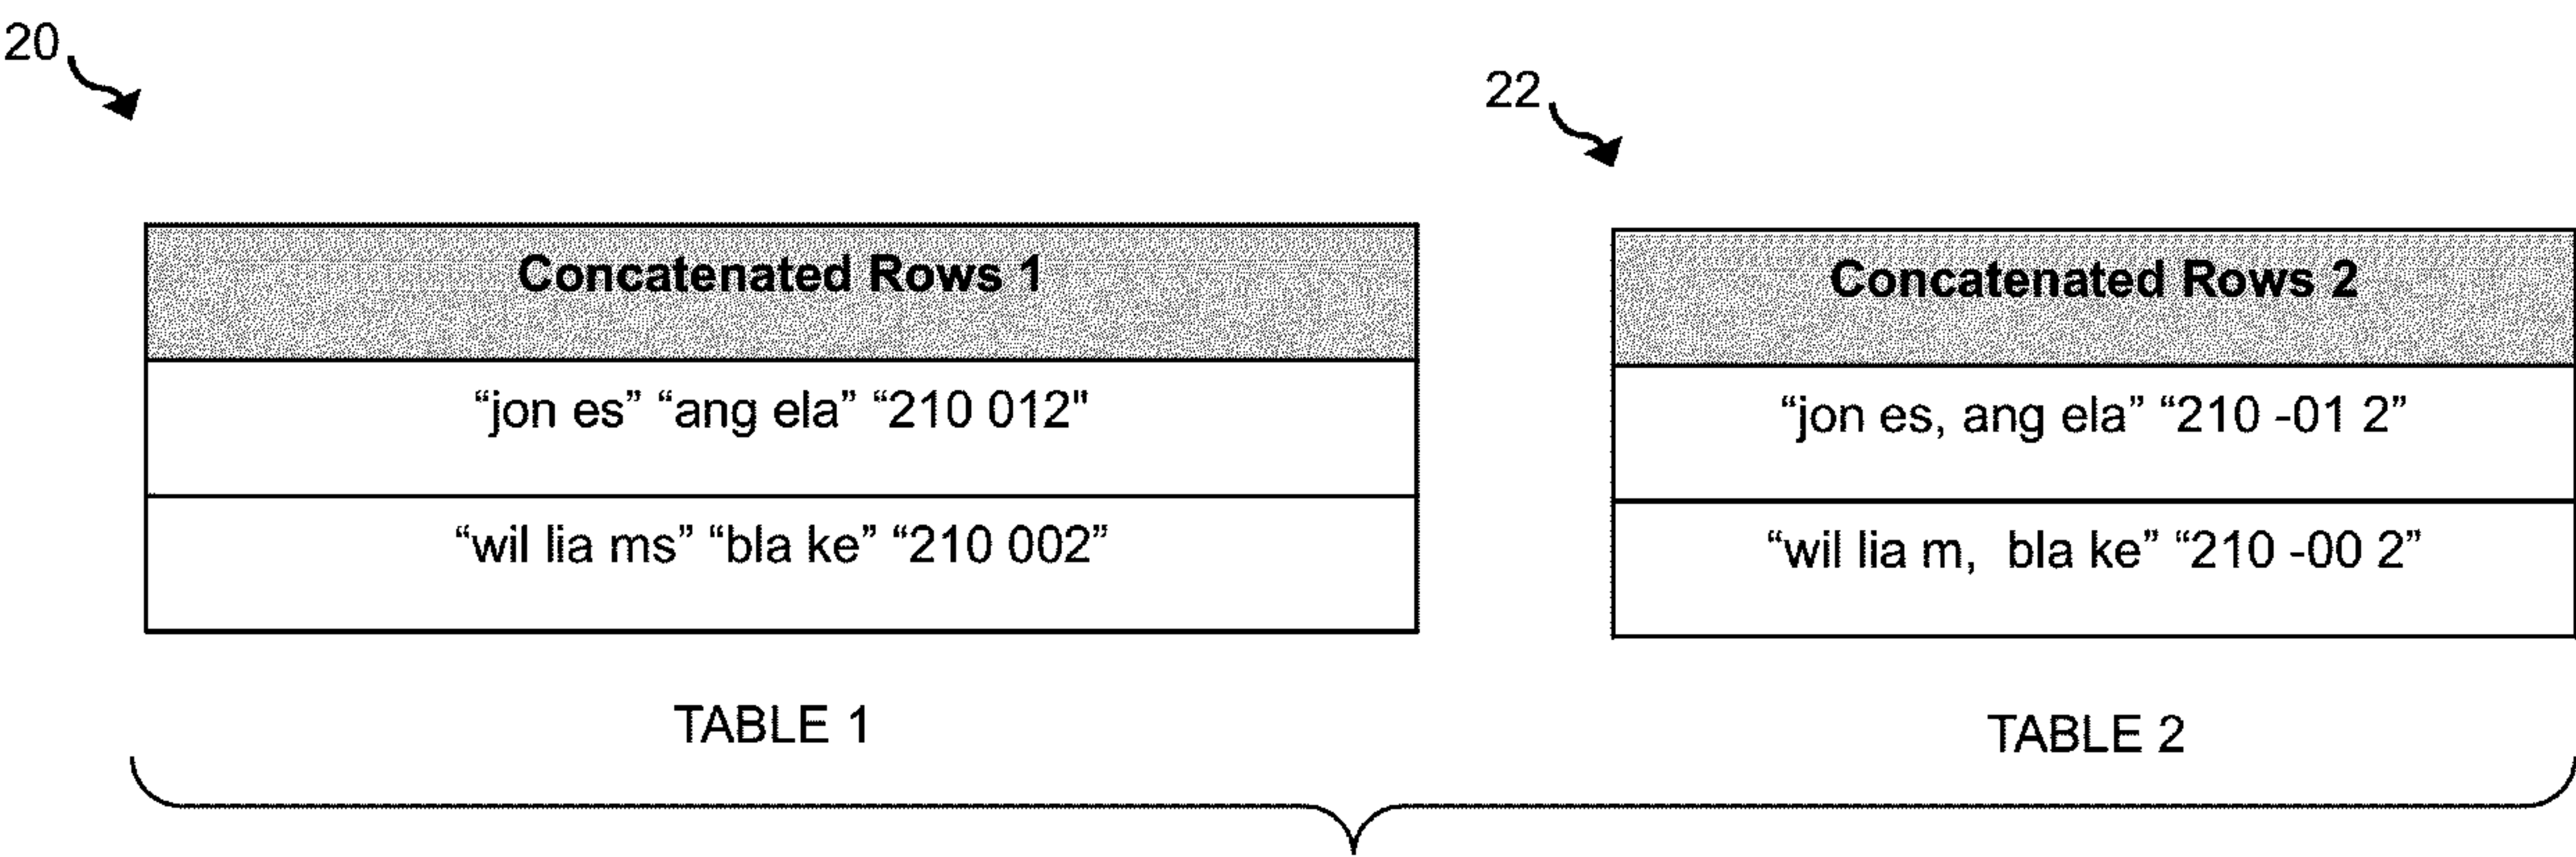 20
22
Concatenated Rows 1
“jon es” “ang ela” “210 012"
“wil lia ms” “bla ke” “210 002”
TABLE 1
Concatenated Rows 2
“jon es, ang ela” “210 -01 2”
“wil lia m,  bla ke” “210 -00 2”
TABLE 2